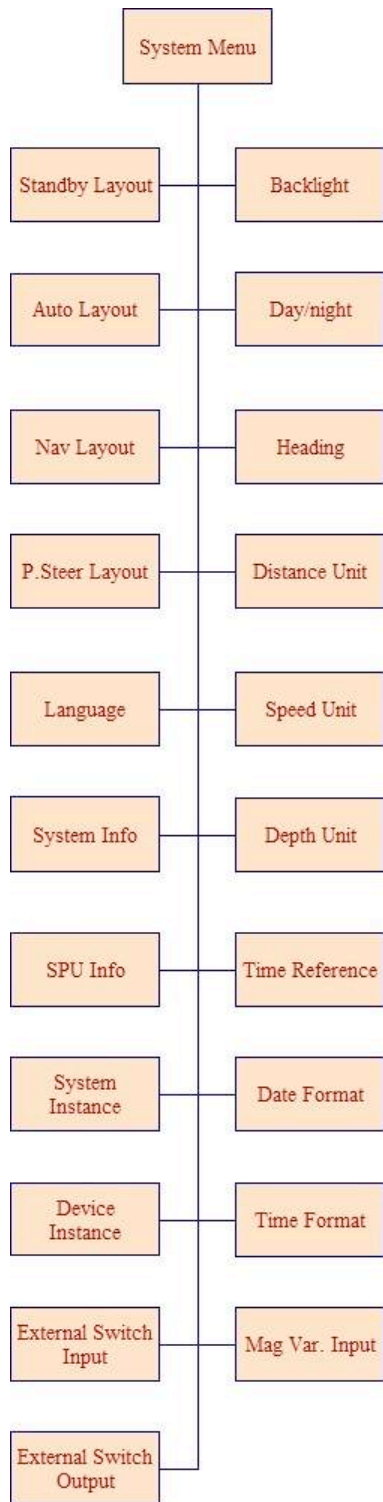 System Menu
Standby Layout
Backlight
Auto Layout
Day/night
Nav Layout
Heading
P.Steer Layout
Distance Unit
Language
Speed Unit
System Info
Depth Unit
SPU Info
Time Reference
System
Instance
Date Format
Device
Instance
Time Format
External Switch
Input
Mag Var. Input
External Switch
Output